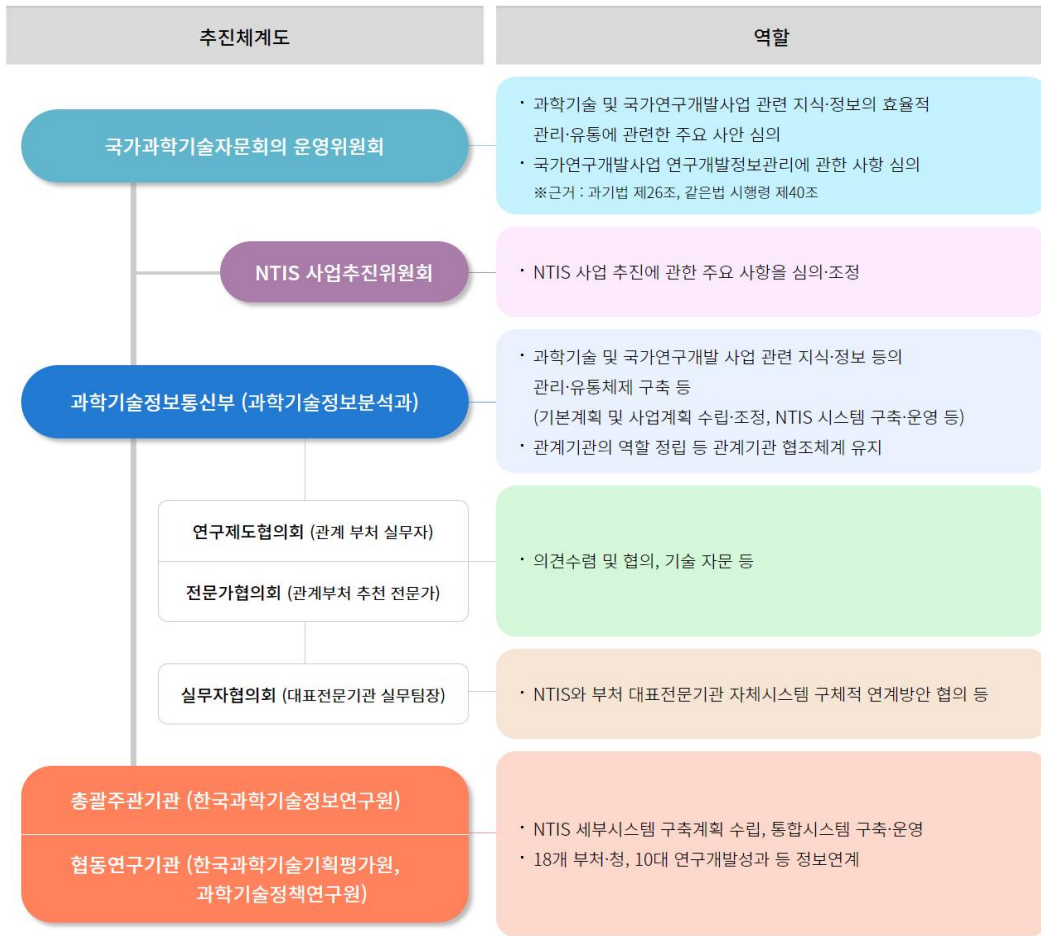 추진체계도
역할
국가과학기술자문회의 운영위원회
· 과학기술 및 국가연구개발사업 관련 지식·정보의 효율적
관리·유통에 관련한 주요 사안 심의
· 국가연구개발사업 연구개발정보관리에 관한 사항 심의
※근거 : 과기법 제26조, 같은법 시행령 제40조
NTIS 사업추진위원회
· NTIS 사업 추진에 관한 주요 사항을 심의·조정
과학기술정보통신부 (과학기술정보분석과)
· 과학기술 및 국가연구개발 사업 관련 지식·정보 등의
관리·유통체제 구축 등
(기본계획 및 사업계획 수립·조정, NTIS 시스템 구축·운영 등)
· 관계기관의 역할 정립 등 관계기관 협조체계 유지
연구제도협의회 (관계 부처 실무자)
전문가협의회 (관계부처 추천 전문가)
· 의견수렴 및 협의, 기술 자문 등
실무자협의회 (대표전문기관 실무팀장)
· NTIS와 부처 대표전문기관 자체시스템 구체적 연계방안 협의 등
총괄주관기관 (한국과학기술정보연구원)
협동연구기관 (한국과학기술기획평가원,
과학기술정책연구원)
· NTIS 세부시스템 구축계획 수립, 통합시스템 구축·운영
· 18개 부처·청, 10대 연구개발성과 등 정보연계